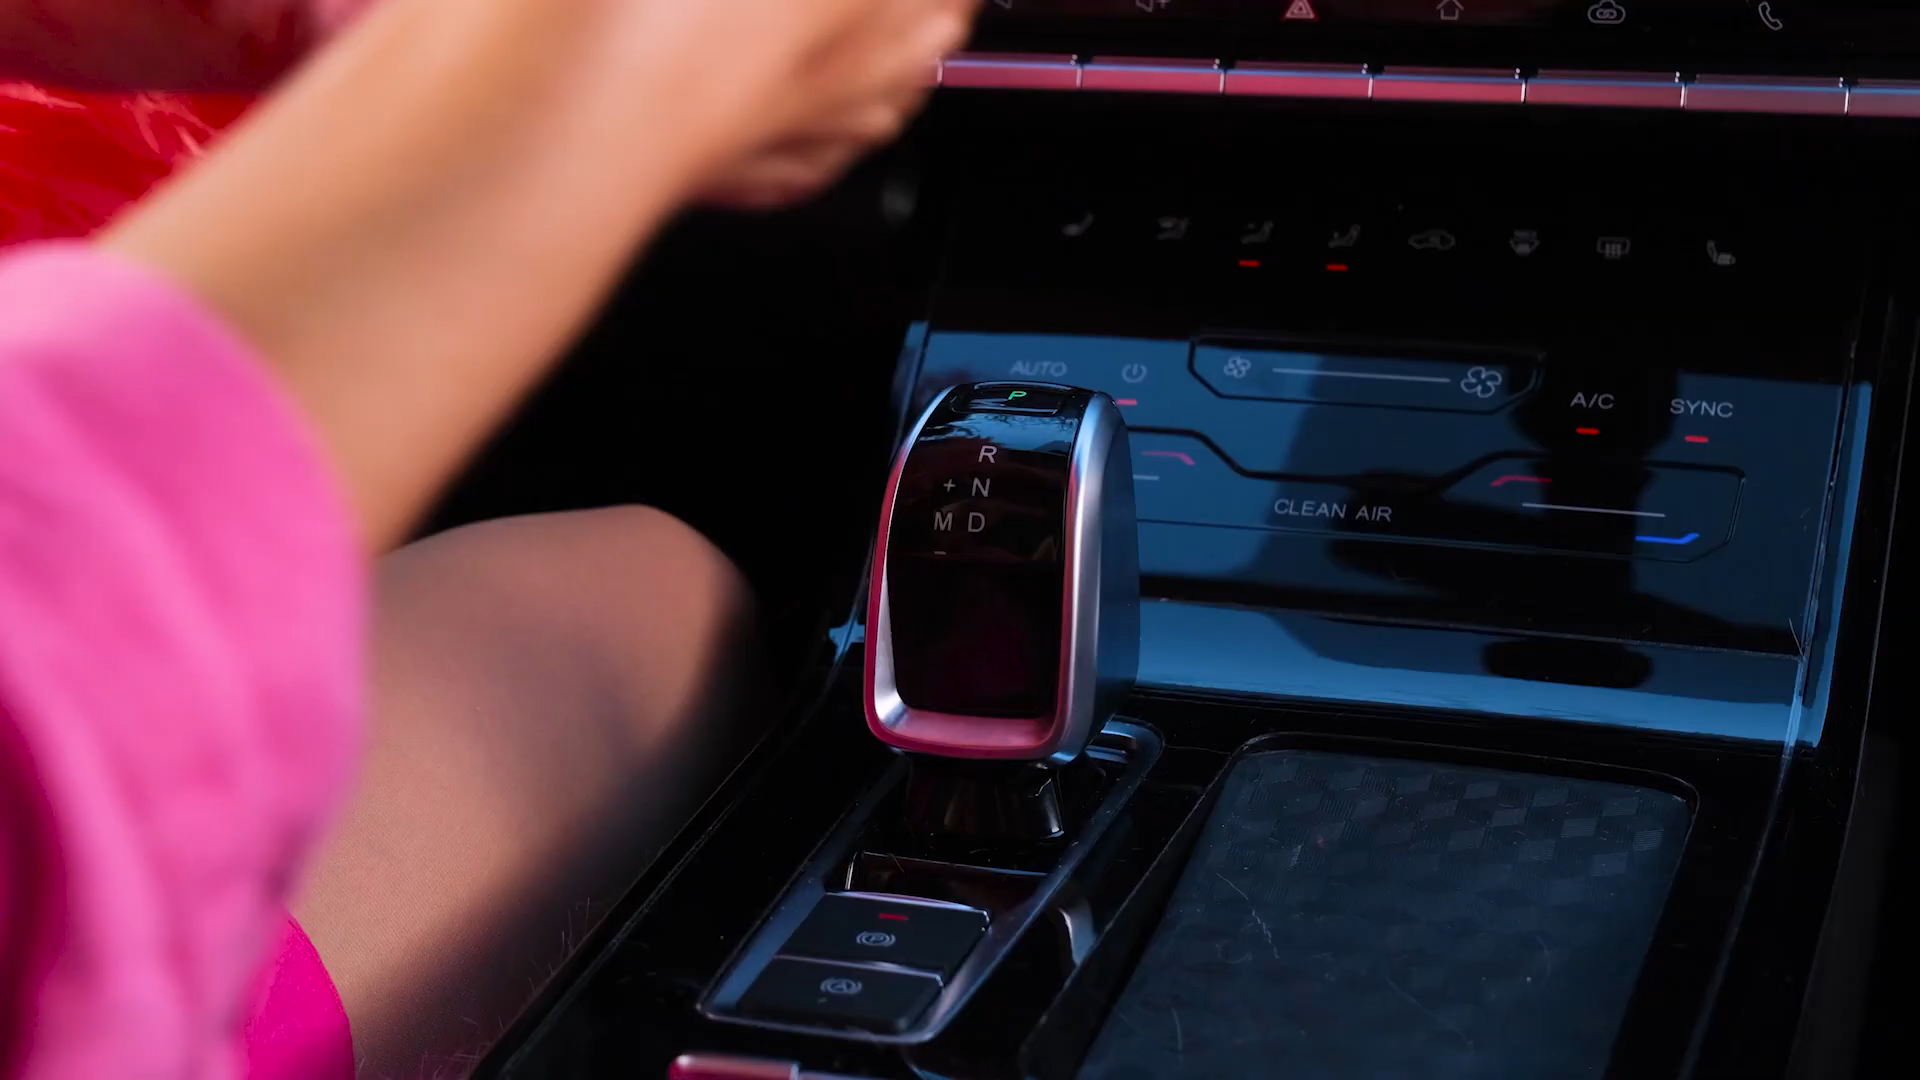 AUTO
A/C SYNC
P
R
+ N
M D
–
CLEAN AIR
P
A